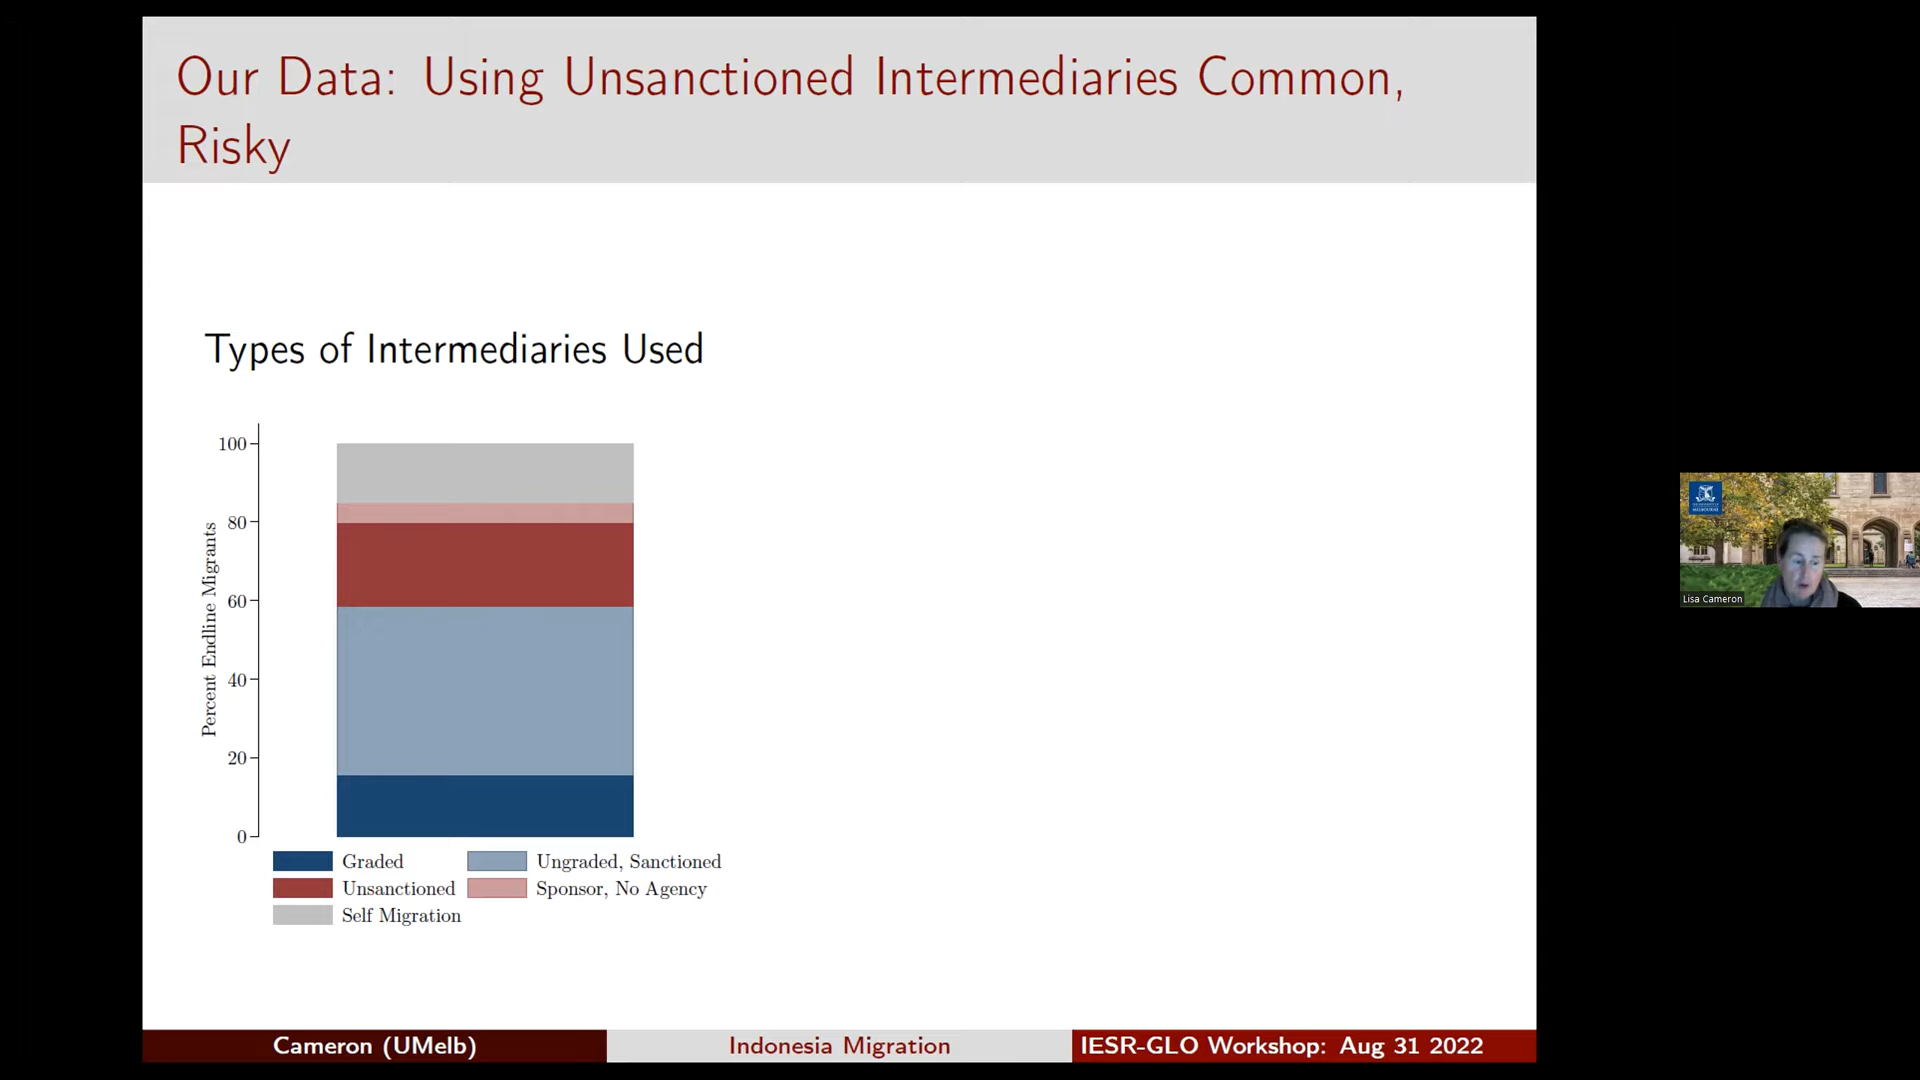 Our Data: Using Unsanctioned Intermediaries Common,
Risky
Types of Intermediaries Used
100
80
60
40
20
0
Percent Endline Migrants
Graded
Ungraded, Sanctioned
Unsanctioned
Sponsor, No Agency
Self Migration
Lisa Cameron
MELBOURNE
Cameron (UMelb)
Indonesia Migration
IESR-GLO Workshop: Aug 31 2022